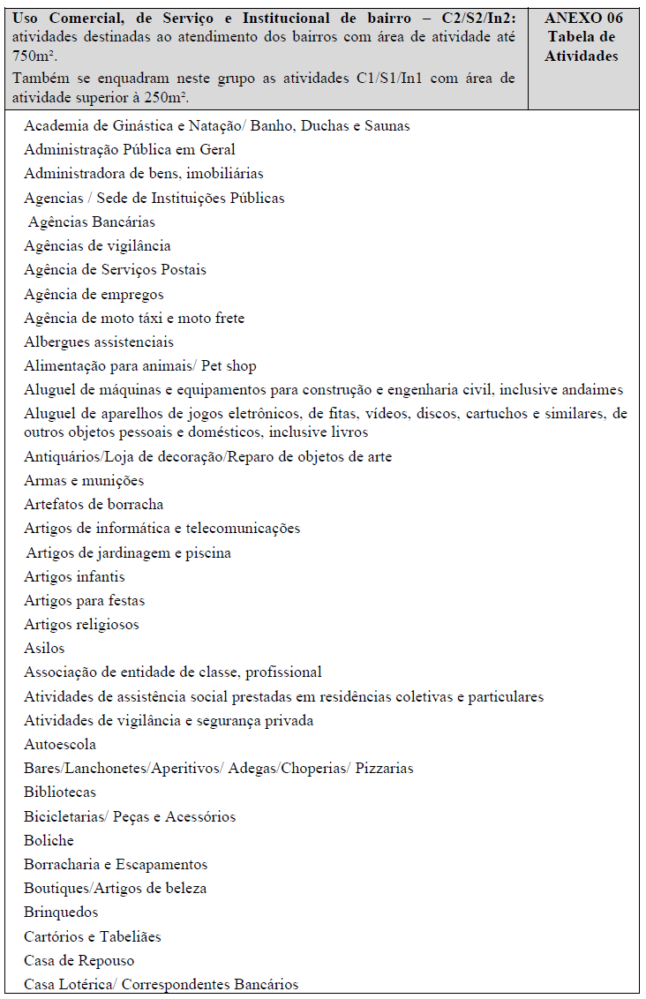 Uso Comercial, de Serviço e Institucional de bairro – C2/S2/In2:
atividades destinadas ao atendimento dos bairros com área de atividade até
750m².
Também se enquadram neste grupo as atividades C1/S1/In1 com área de
atividade superior à 250m².
ANEXO 06
Tabela de
Atividades
Academia de Ginástica e Natação/ Banho, Duchas e Saunas
Administração Pública em Geral
Administradora de bens, imobiliárias
Agencias / Sede de Instituições Públicas
Agências Bancárias
Agências de vigilância
Agência de Serviços Postais
Agência de empregos
Agência de moto táxi e moto frete
Albergues assistenciais
Alimentação para animais/ Pet shop
Aluguel de máquinas e equipamentos para construção e engenharia civil, inclusive andaimes
Aluguel de aparelhos de jogos eletrônicos, de fitas, vídeos, discos, cartuchos e similares, de
outros objetos pessoais e domésticos, inclusive livros
Antiquários/Loja de decoração/Reparo de objetos de arte
Armas e munições
Artefatos de borracha
Artigos de informática e telecomunicações
Artigos de jardinagem e piscina
Artigos infantis
Artigos para festas
Artigos religiosos
Asilos
Associação de entidade de classe, profissional
Atividades de assistência social prestadas em residências coletivas e particulares
Atividades de vigilância e segurança privada
Autoescola
Bares/Lanchonetes/Aperitivos/ Adegas/Choperias/ Pizzarias
Bibliotecas
Bicicletarias/ Peças e Acessórios
Boliche
Borracharia e Escapamentos
Boutiques/Artigos de beleza
Brinquedos
Cartórios e Tabeliães
Casa de Repouso
Casa Lotérica/ Correspondentes Bancários